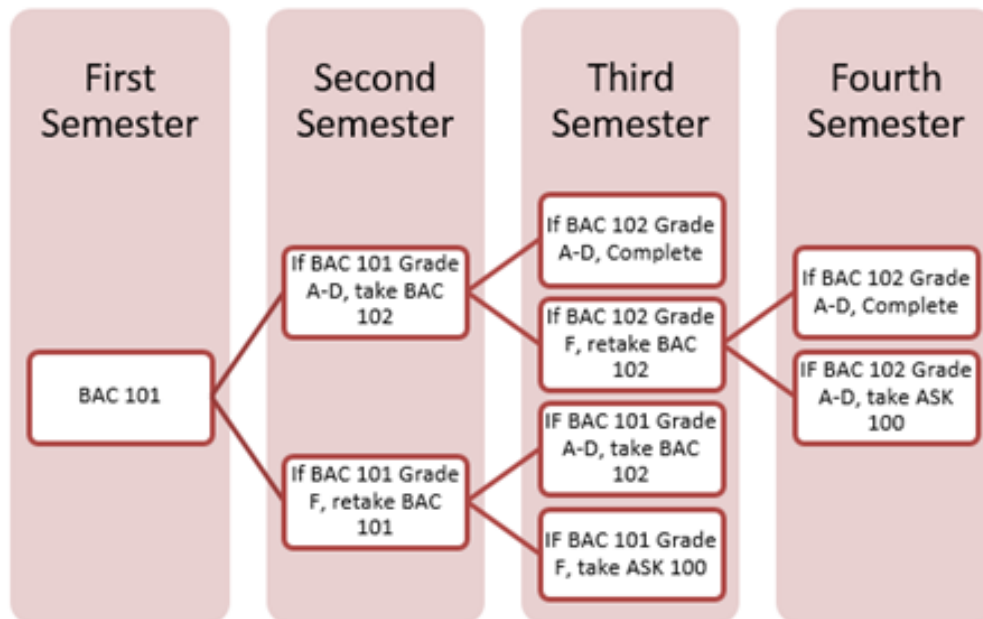 First
Semester
Second
Semester
Third
Semester
Fourth
Semester
BAC 101
If BAC 101 Grade
A-D, take BAC
102
If BAC 101 Grade
F, retake BAC
101
If BAC 102 Grade
A-D, Complete
If BAC 102 Grade
F, retake BAC
102
IF BAC 101 Grade
A-D, take BAC
102
IF BAC 101 Grade
F, take ASK 100
If BAC 102 Grade
A-D, Complete
IF BAC 102 Grade
A-D, take ASK
100